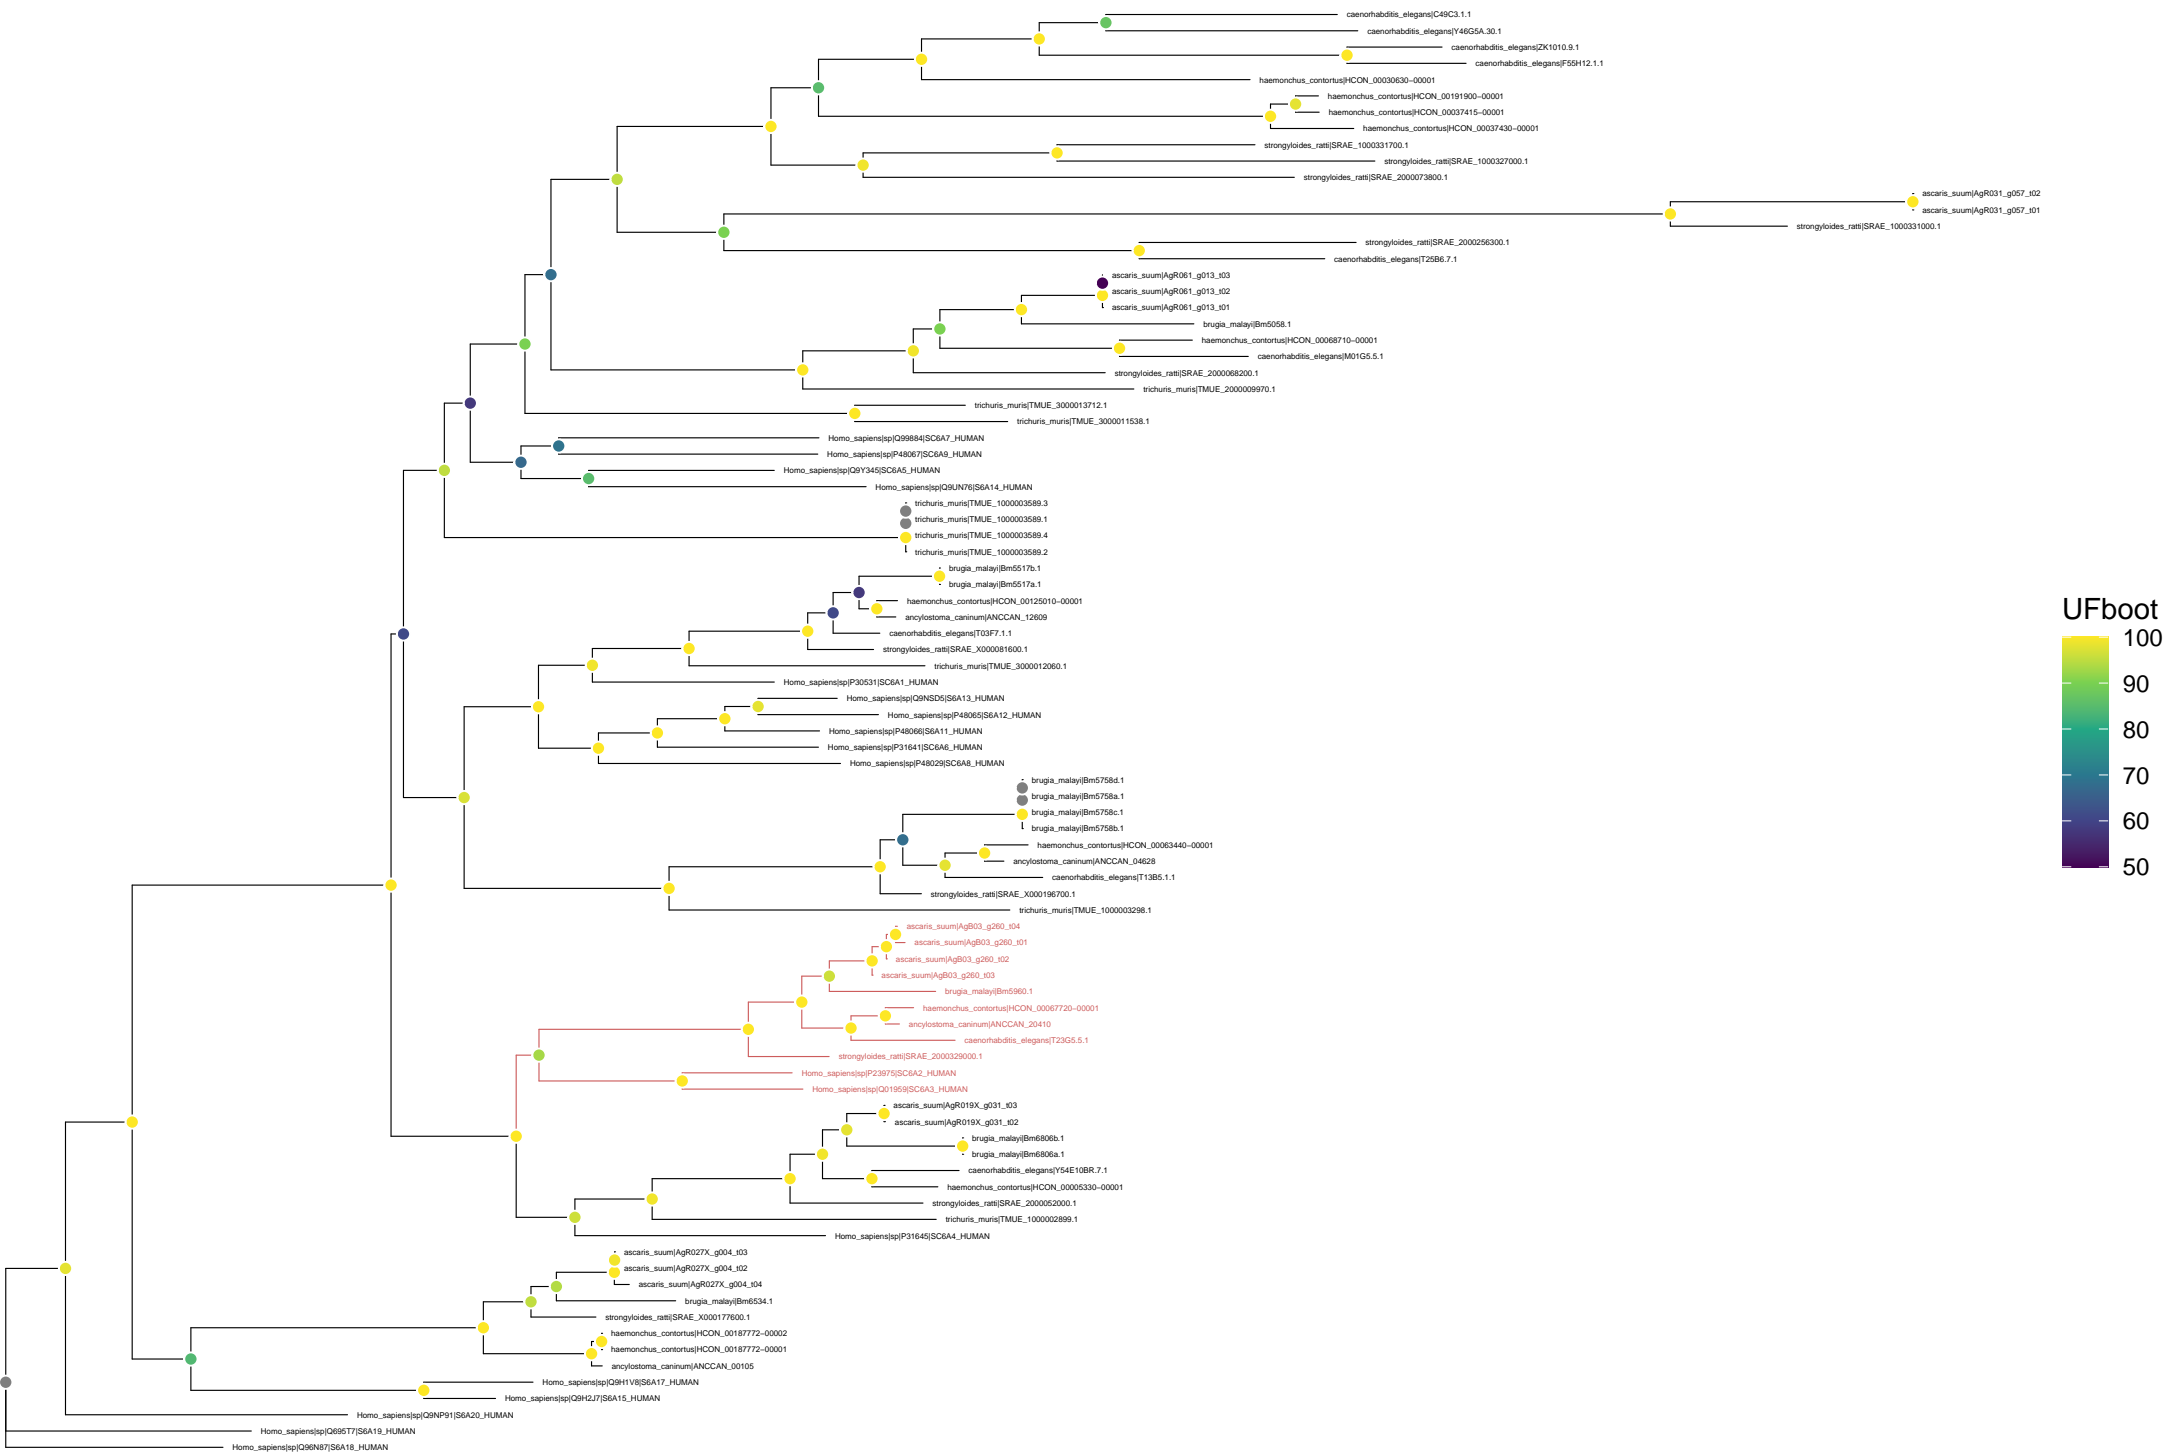 caenorhabditis_elegans|C49C3.1.1
caenorhabditis_elegans|Y46G5A.30.1
caenorhabditis_elegans|ZK1010.9.1
caenorhabditis_elegans|F55H12.1.1
haemonchus_contortus|HCON_00030630-00001
haemonchus_contortus|HCON_00191900-00001
haemonchus_contortus|HCON_00037415-00001
haemonchus_contortus|HCON_00037430-00001
strongyloides_ratti|SRAE_1000331700.1
strongyloides_ratti|SRAE_1000327000.1
strongyloides_ratti|SRAE_2000073800.1
ascaris_suum|AgR031_g057_t02
ascaris_suum|AgR031_g057_t01
strongyloides_ratti|SRAE_1000331000.1
strongyloides_ratti|SRAE_2000256300.1
caenorhabditis_elegans|T25B6.7.1
ascaris_suum|AgR061_g013_t03
ascaris_suum|AgR061_g013_t02
ascaris_suum|AgR061_g013_t01
brugia_malayi|Bm5058.1
haemonchus_contortus|HCON_00068710-00001
caenorhabditis_elegans|M01G5.5.1
strongyloides_ratti|SRAE_2000068200.1
trichuris_muris|TMUE_2000009970.1
trichuris_muris|TMUE_3000013712.1
trichuris_muris|TMUE_3000011538.1
Homo_sapiens|sp|Q99884|SC6A7_HUMAN
Homo_sapiens|sp|P48067|SC6A9_HUMAN
Homo_sapiens|sp|Q9Y345|SC6A5_HUMAN
Homo_sapiens|sp|Q9UN76|S6A14_HUMAN
trichuris_muris|TMUE_1000003589.3
trichuris_muris|TMUE_1000003589.1
trichuris_muris|TMUE_1000003589.4
trichuris_muris|TMUE_1000003589.2
brugia_malayi|Bm5517b.1
brugia_malayi|Bm5517a.1
haemonchus_contortus|HCON_00125010-00001
ancylostoma_caninum|ANCCAN_12609
caenorhabditis_elegans|T03F7.1.1
strongyloides_ratti|SRAE_X000081600.1
trichuris_muris|TMUE_3000012060.1
Homo_sapiens|sp|P30531|SC6A1_HUMAN
Homo_sapiens|sp|Q9NSD5|S6A13_HUMAN
Homo_sapiens|sp|P48065|S6A12_HUMAN
Homo_sapiens|sp|P48066|S6A11_HUMAN
Homo_sapiens|sp|P31641|SC6A6_HUMAN
Homo_sapiens|sp|P48029|SC6A8_HUMAN
brugia_malayi|Bm5758d.1
brugia_malayi|Bm5758a.1
brugia_malayi|Bm5758c.1
brugia_malayi|Bm5758b.1
haemonchus_contortus|HCON_00063440-00001
ancylostoma_caninum|ANCCAN_04628
caenorhabditis_elegans|T13B5.1.1
strongyloides_ratti|SRAE_X000196700.1
trichuris_muris|TMUE_1000003298.1
ascaris_suum|AgB03_g260_t04
ascaris_suum|AgB03_g260_t01
ascaris_suum|AgB03_g260_t02
ascaris_suum|AgB03_g260_t03
brugia_malayi|Bm5960.1
haemonchus_contortus|HCON_00067720-00001
ancylostoma_caninum|ANCCAN_20410
caenorhabditis_elegans|T23G5.5.1
strongyloides_ratti|SRAE_2000329000.1
Homo_sapiens|sp|P23975|SC6A2_HUMAN
Homo_sapiens|sp|Q01959|SC6A3_HUMAN
ascaris_suum|AgR019X_g031_t03
ascaris_suum|AgR019X_g031_t02
brugia_malayi|Bm6806b.1
brugia_malayi|Bm6806a.1
caenorhabditis_elegans|Y54E10BR.7.1
haemonchus_contortus|HCON_00005330-00001
strongyloides_ratti|SRAE_2000052000.1
trichuris_muris|TMUE_1000002899.1
Homo_sapiens|sp|P31645|SC6A4_HUMAN
ascaris_suum|AgR027X_g004_t03
ascaris_suum|AgR027X_g004_t02
ascaris_suum|AgR027X_g004_t04
brugia_malayi|Bm6534.1
strongyloides_ratti|SRAE_X000177600.1
haemonchus_contortus|HCON_00187772-00002
haemonchus_contortus|HCON_00187772-00001
ancylostoma_caninum|ANCCAN_00105
Homo_sapiens|sp|Q9H1V8|S6A17_HUMAN
Homo_sapiens|sp|Q9H2J7|S6A15_HUMAN
Homo_sapiens|sp|Q9NP91|S6A20_HUMAN
Homo_sapiens|sp|Q695T7|S6A19_HUMAN
Homo_sapiens|sp|Q96N87|S6A18_HUMAN
UFboot
100
90
80
70
60
50